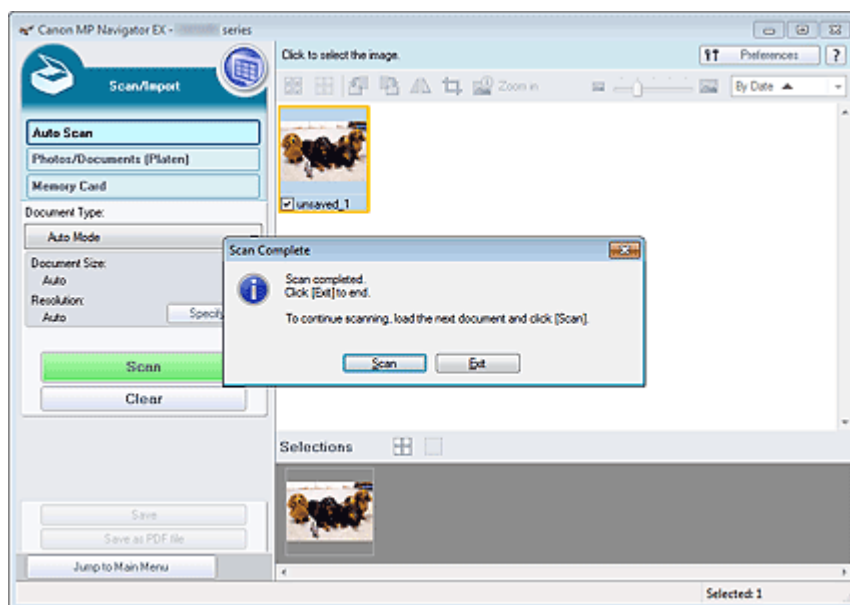 Canon MP Navigator EX - series
Scan/Import
Click to select the image.
Preferences
?
Zoom in
By Date
Auto Scan
Photos/Documents (Platen)
Memory Card
Document Type:
Auto Mode
Document Size:
Auto
Resolution:
Auto
Specify
Scan
Clear
unsaved_1
Scan Complete
Scan completed.
Click [Exit] to end.
To continue scanning, load the next document and click [Scan].
Scan
Exit
Selections
Save
Save as PDF file
Jump to Main Menu
Selected: 1